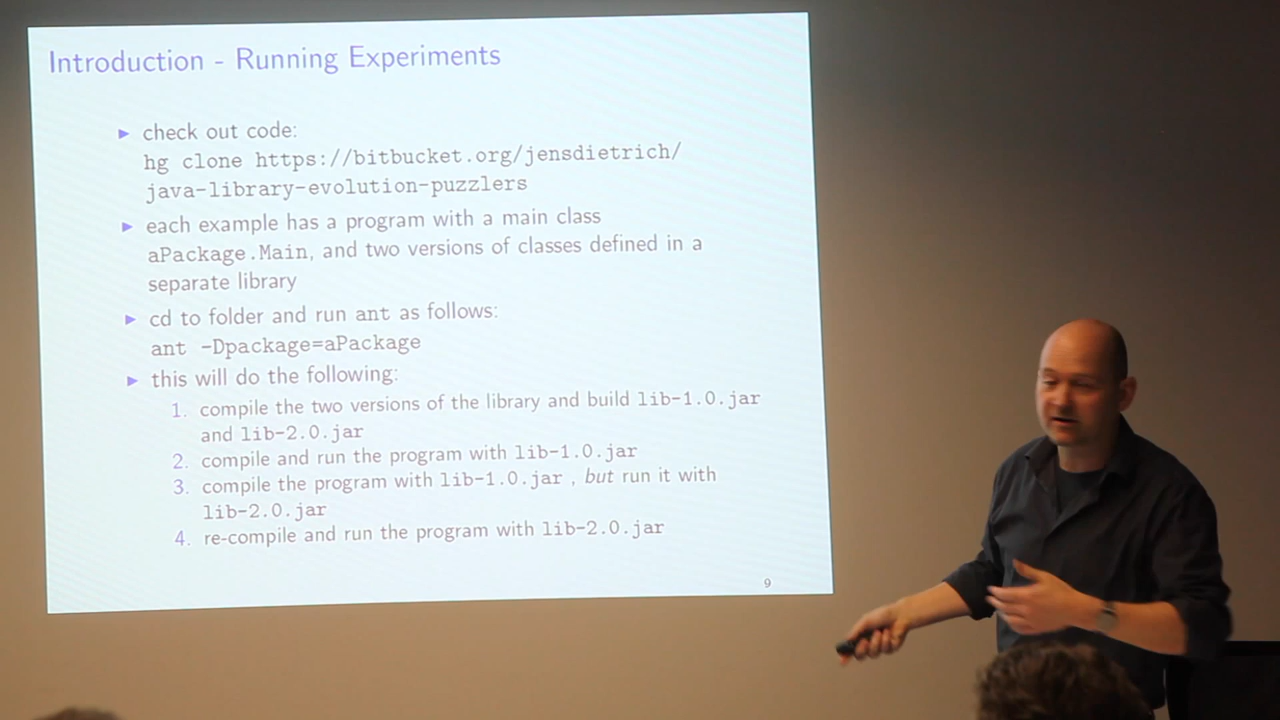 Introduction - Running Experiments
► check out code:
hg clone https://bitbucket.org/jensdietrich/
java-library-evolution-puzzlers
► each example has a program with a main class
aPackage.Main, and two versions of classes defined in a
separate library
► cd to folder and run ant as follows:
ant -Dpackage=aPackage
► this will do the following:
1. compile the two versions of the library and build lib-1.0.jar
and lib-2.0.jar
2. compile and run the program with lib-1.0.jar
3. compile the program with lib-1.0.jar , but run it with
lib-2.0.jar
4. re-compile and run the program with lib-2.0.jar
9